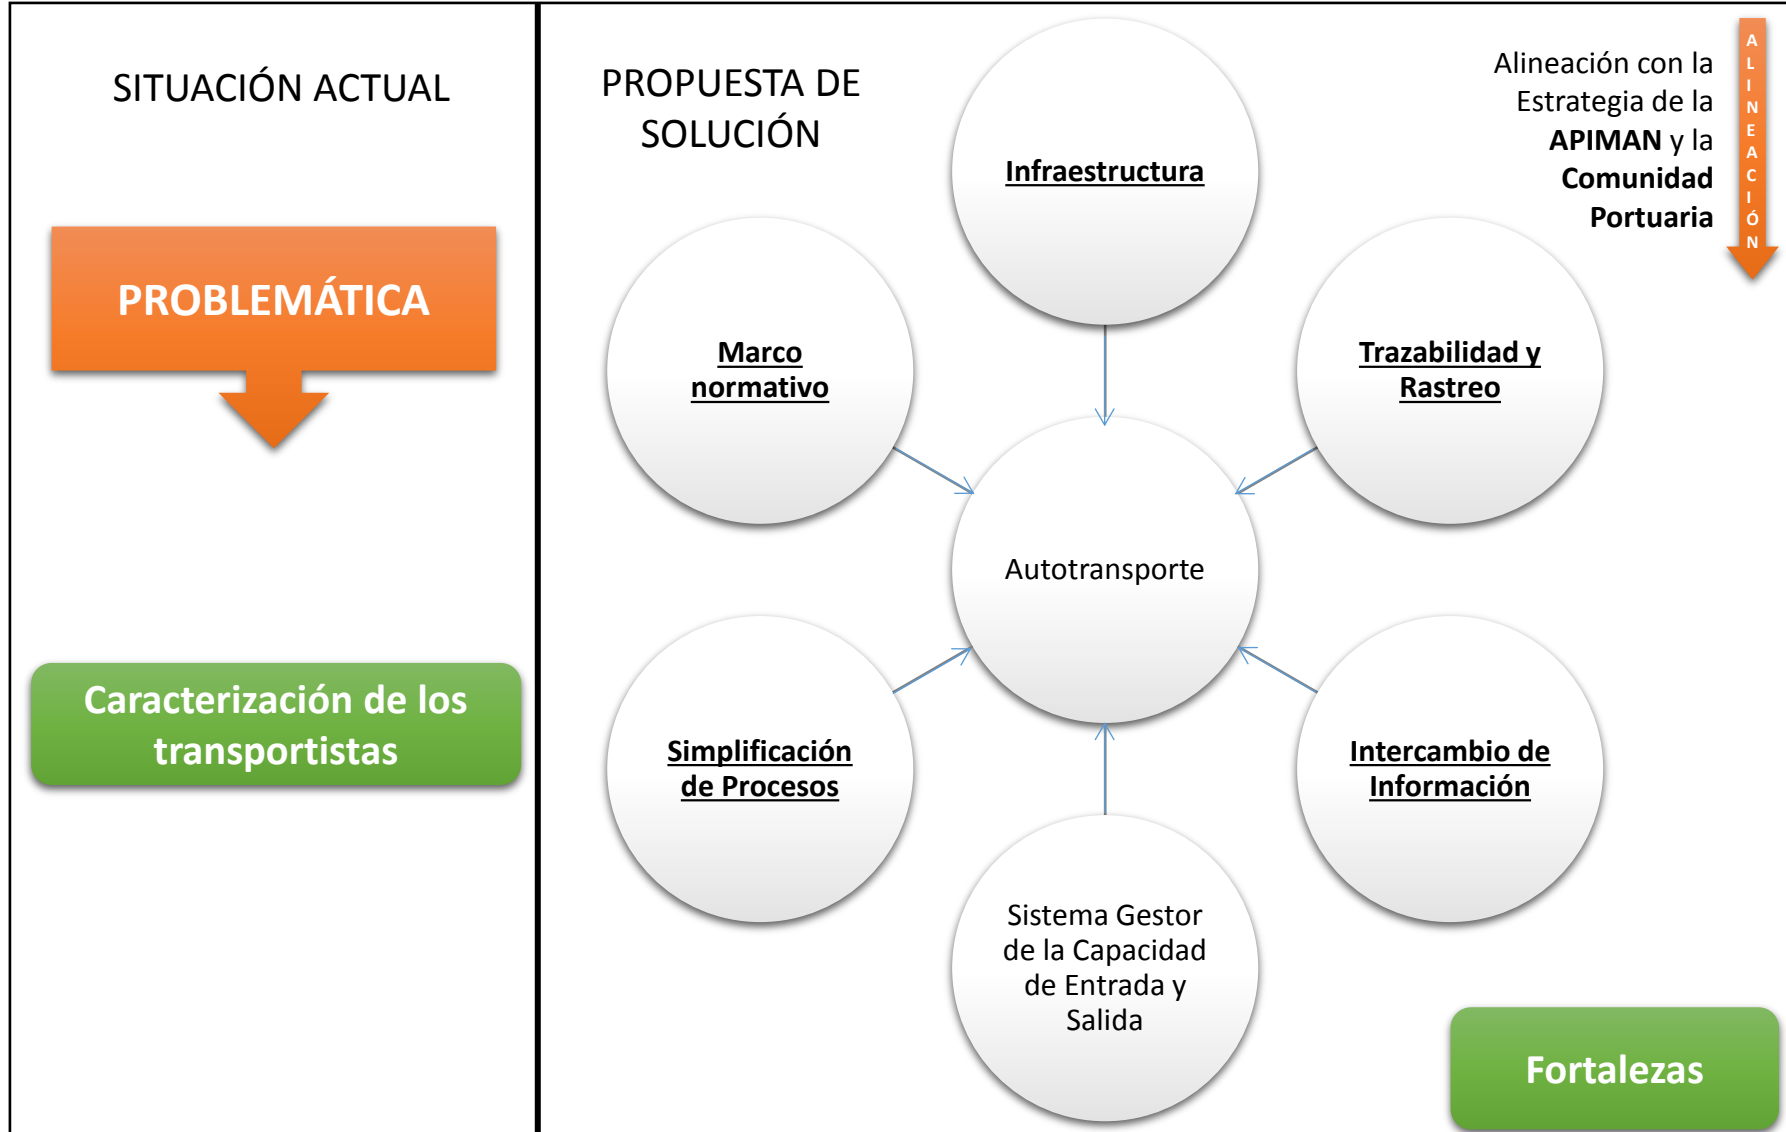 SITUACIÓN ACTUAL
PROBLEMÁTICA
Caracterización de los
transportistas
PROPUESTA DE
SOLUCIÓN
Infraestructura
Alineación con la
Estrategia de la
APIMAN y la
Comunidad
Portuaria
ALINEACIÓN
Marco
normativo
Trazabilidad y
Rastreo
Autotransporte
Simplificación
de Procesos
Intercambio de
Información
Sistema Gestor
de la Capacidad
de Entrada y
Salida
Fortalezas